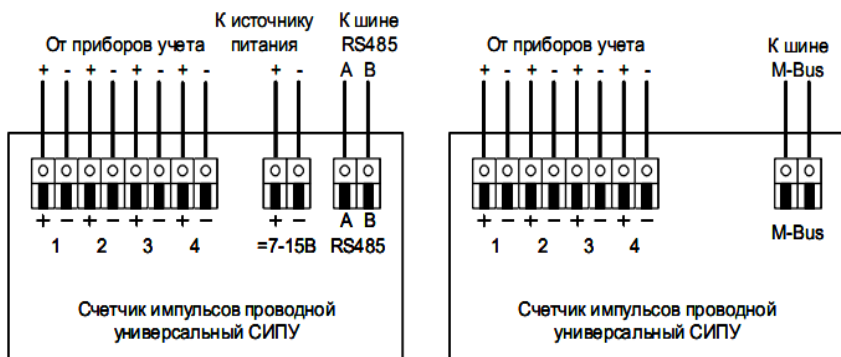 К источнику К шине
От приборов учета питания RS485
+ - + - + - + - + - A B
+ − + − + − + − + − A B
1 2 3 4 =7-15В RS485
Счетчик импульсов проводной
универсальный СИПУ
От приборов учета К шине
+ - + - + - + - M-Bus
+ − + − + − + − M-Bus
1 2 3 4
Счетчик импульсов проводной
универсальный СИПУ